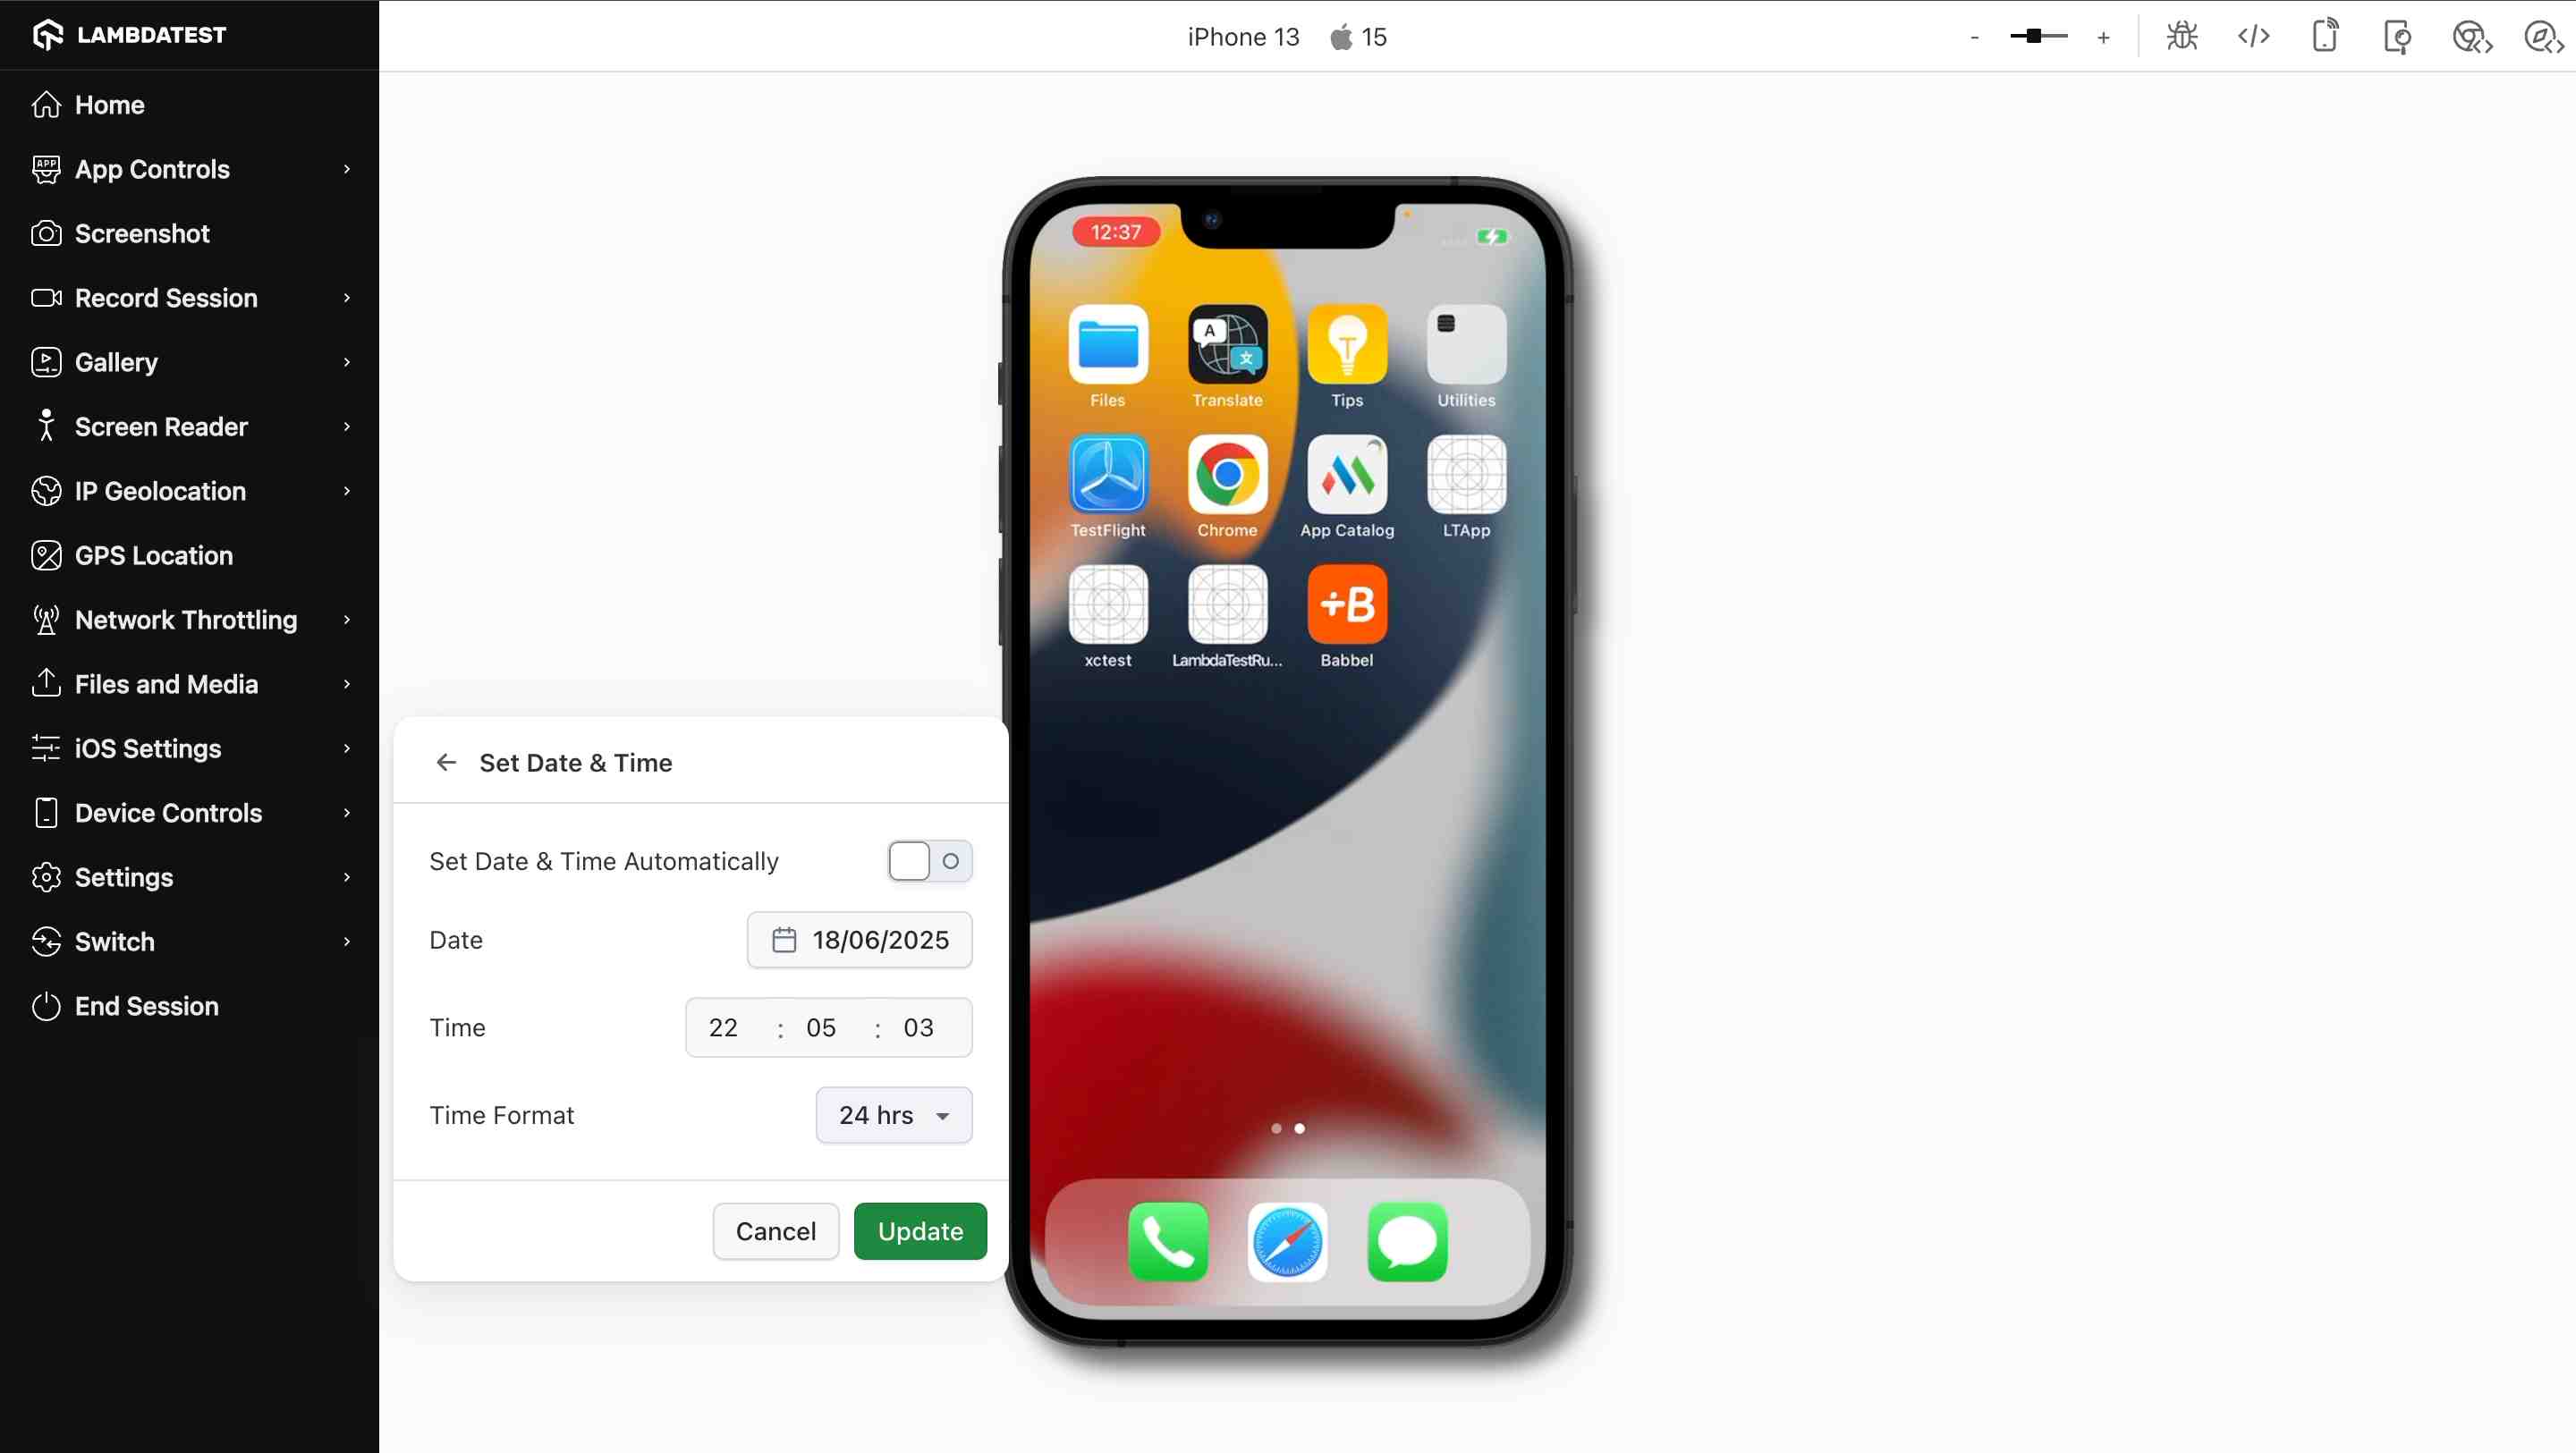 LAMBDATEST
iPhone 13 15
- +
Home
App Controls
Screenshot
Record Session
Gallery
Screen Reader
IP Geolocation
GPS Location
Network Throttling
Files and Media
iOS Settings
Device Controls
Settings
Switch
End Session
Set Date & Time
Set Date & Time Automatically
Date 18/06/2025
Time 22 : 05 : 03
Time Format 24 hrs
Cancel Update
12:37
Files Translate Tips Utilities
TestFlight Chrome App Catalog LTApp
xctest LambdaTestRu... Babbel